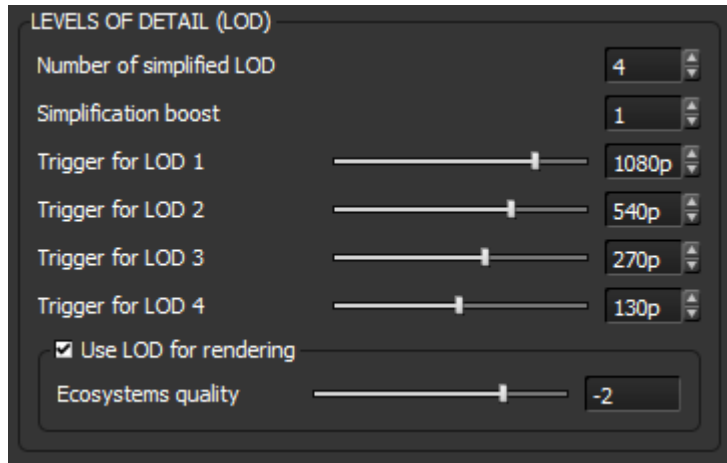 LEVELS OF DETAIL (LOD)
Number of simplified LOD 4
Simplification boost 1
Trigger for LOD 1 1080p
Trigger for LOD 2 540p
Trigger for LOD 3 270p
Trigger for LOD 4 130p
Use LOD for rendering
Ecosystems quality -2